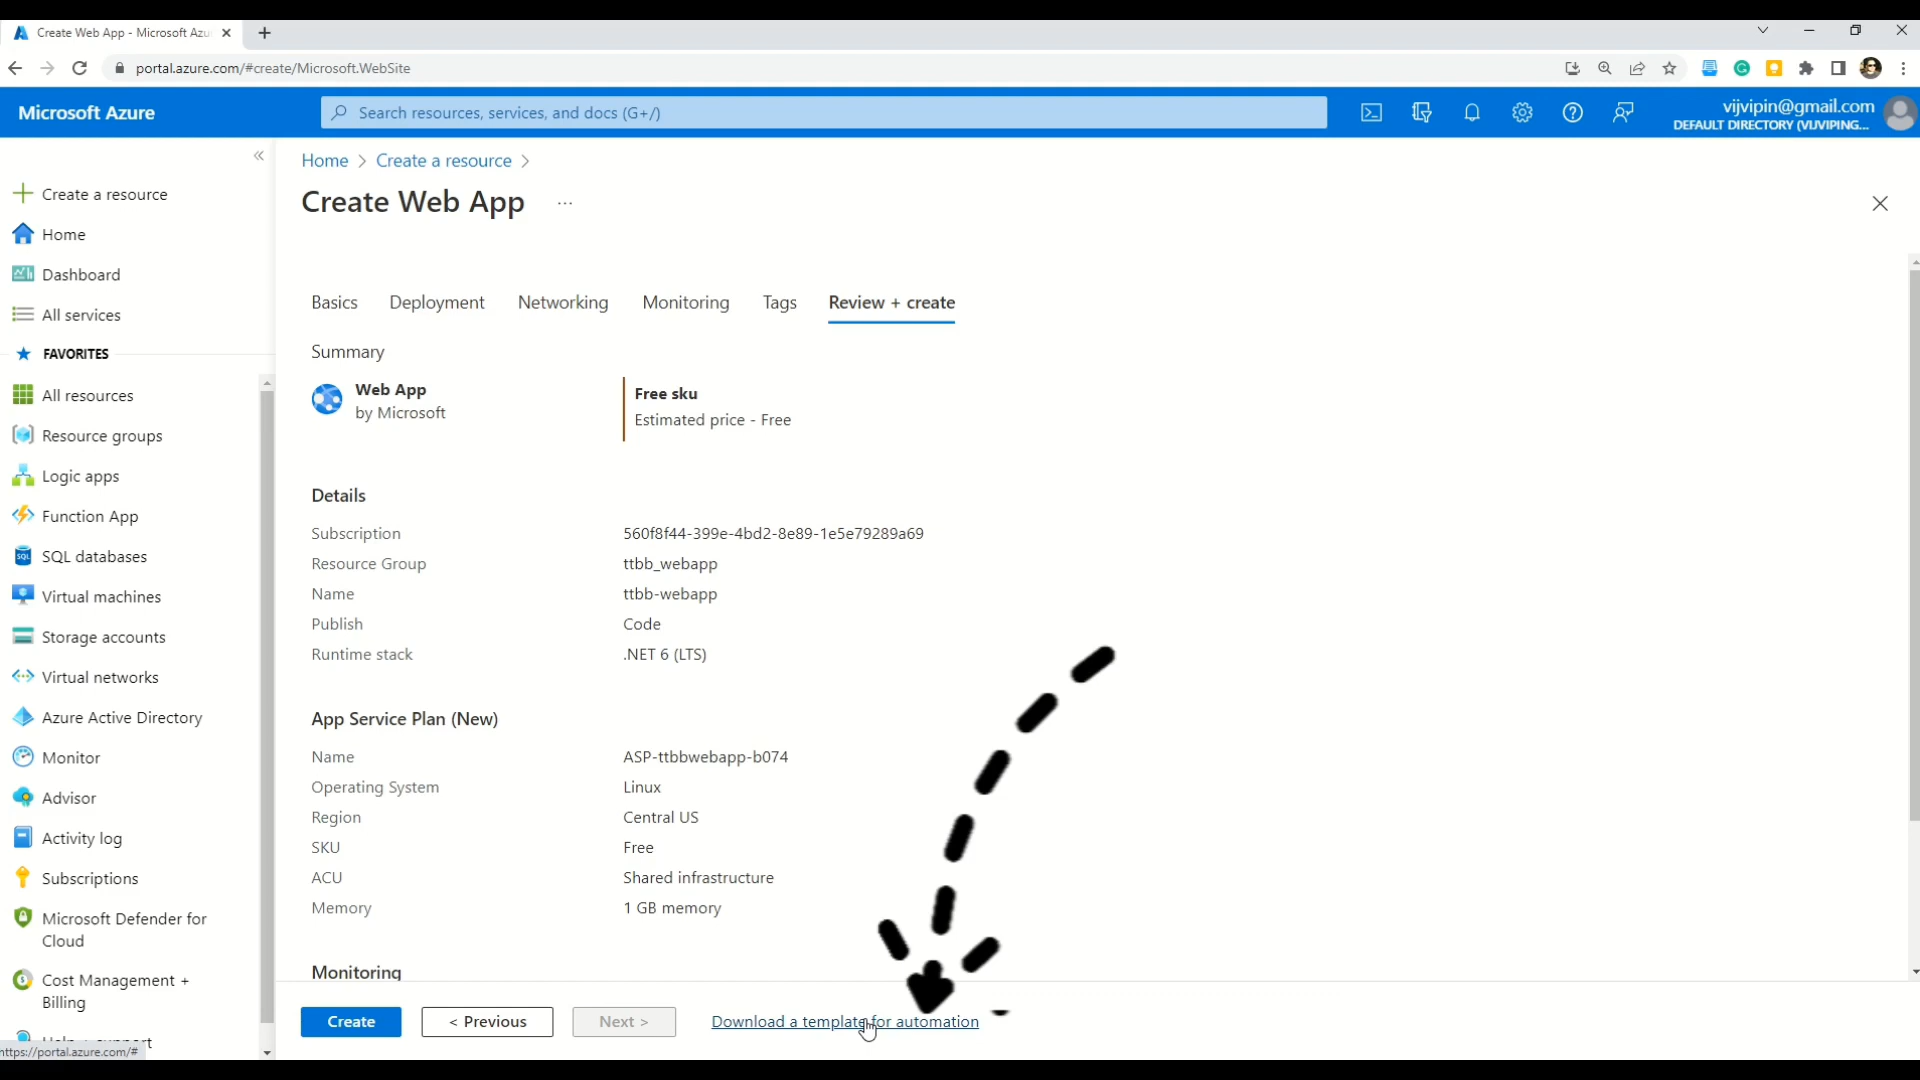 Create Web App - Microsoft Azu
portal.azure.com/#create/Microsoft.WebSite
Microsoft Azure
Search resources, services, and docs (G+/)
vijvipin@gmail.com
DEFAULT DIRECTORY (VIJVIPING...
Home > Create a resource >
Create Web App ...
Create a resource
Home
Dashboard
All services
FAVORITES
All resources
Resource groups
Logic apps
Function App
SQL databases
Virtual machines
Storage accounts
Virtual networks
Azure Active Directory
Monitor
Advisor
Activity log
Subscriptions
Microsoft Defender for
Cloud
Cost Management +
Billing
https://portal.azure.com/#
Basics Deployment Networking Monitoring Tags Review + create
Summary
Web App
by Microsoft
Free sku
Estimated price - Free
Details
Subscription 560f8f44-399e-4bd2-8e89-1e5e79289a69
Resource Group ttbb_webapp
Name ttbb-webapp
Publish Code
Runtime stack .NET 6 (LTS)
App Service Plan (New)
Name ASP-ttbbwebapp-b074
Operating System Linux
Region Central US
SKU Free
ACU Shared infrastructure
Memory 1 GB memory
Monitoring
Create < Previous Next > Download a template for automation